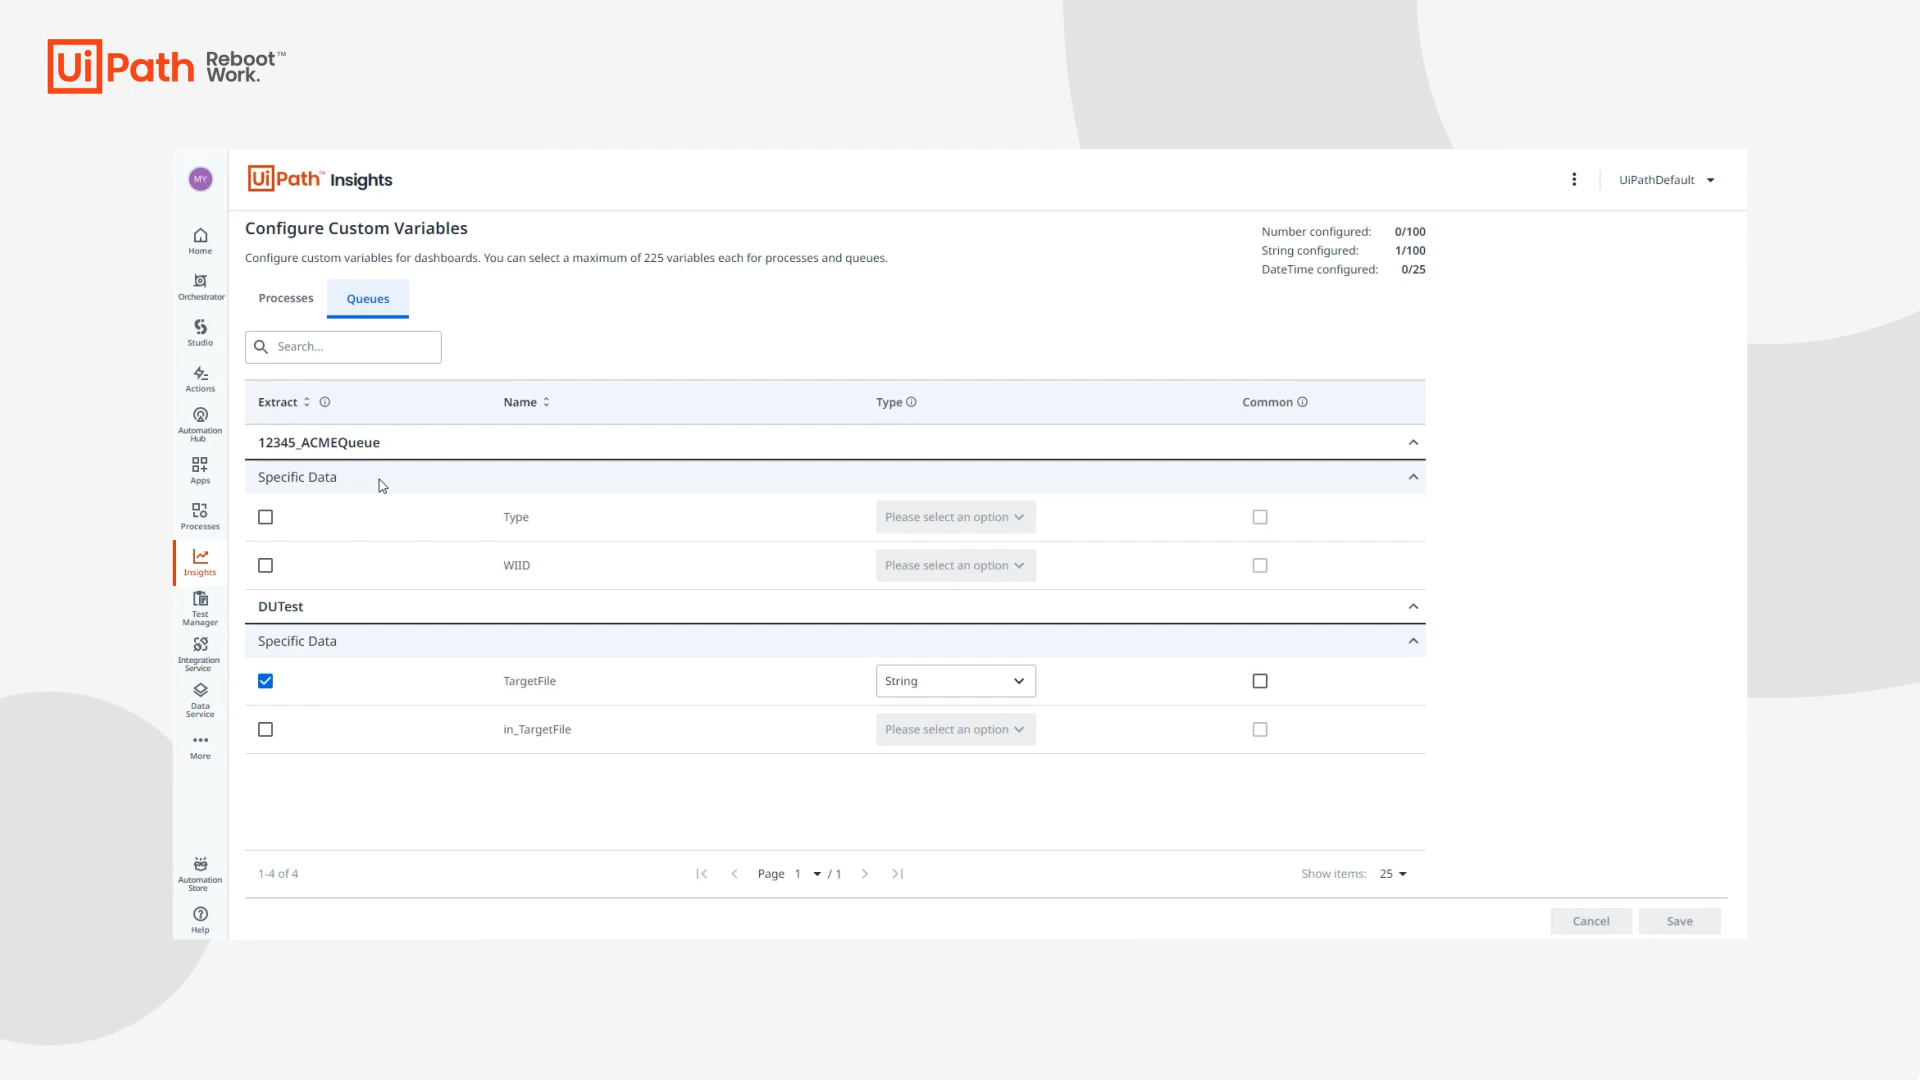 UiPath Reboot Work.™
MY
UiPath™ Insights
UiPathDefault
Home
Orchestrator
Studio
Actions
Automation Hub
Apps
Processes
Insights
Test Manager
Integration Service
Data Service
More
Automation Store
Help
Configure Custom Variables
Configure custom variables for dashboards. You can select a maximum of 225 variables each for processes and queues.
Number configured: 0/100
String configured: 1/100
DateTime configured: 0/25
Processes Queues
Search...
Extract Name Type Common
12345_ACMEQueue
Specific Data
Type Please select an option
WIID Please select an option
DUTest
Specific Data
TargetFile String
in_TargetFile Please select an option
1-4 of 4 Page 1 / 1 Show items: 25
Cancel Save